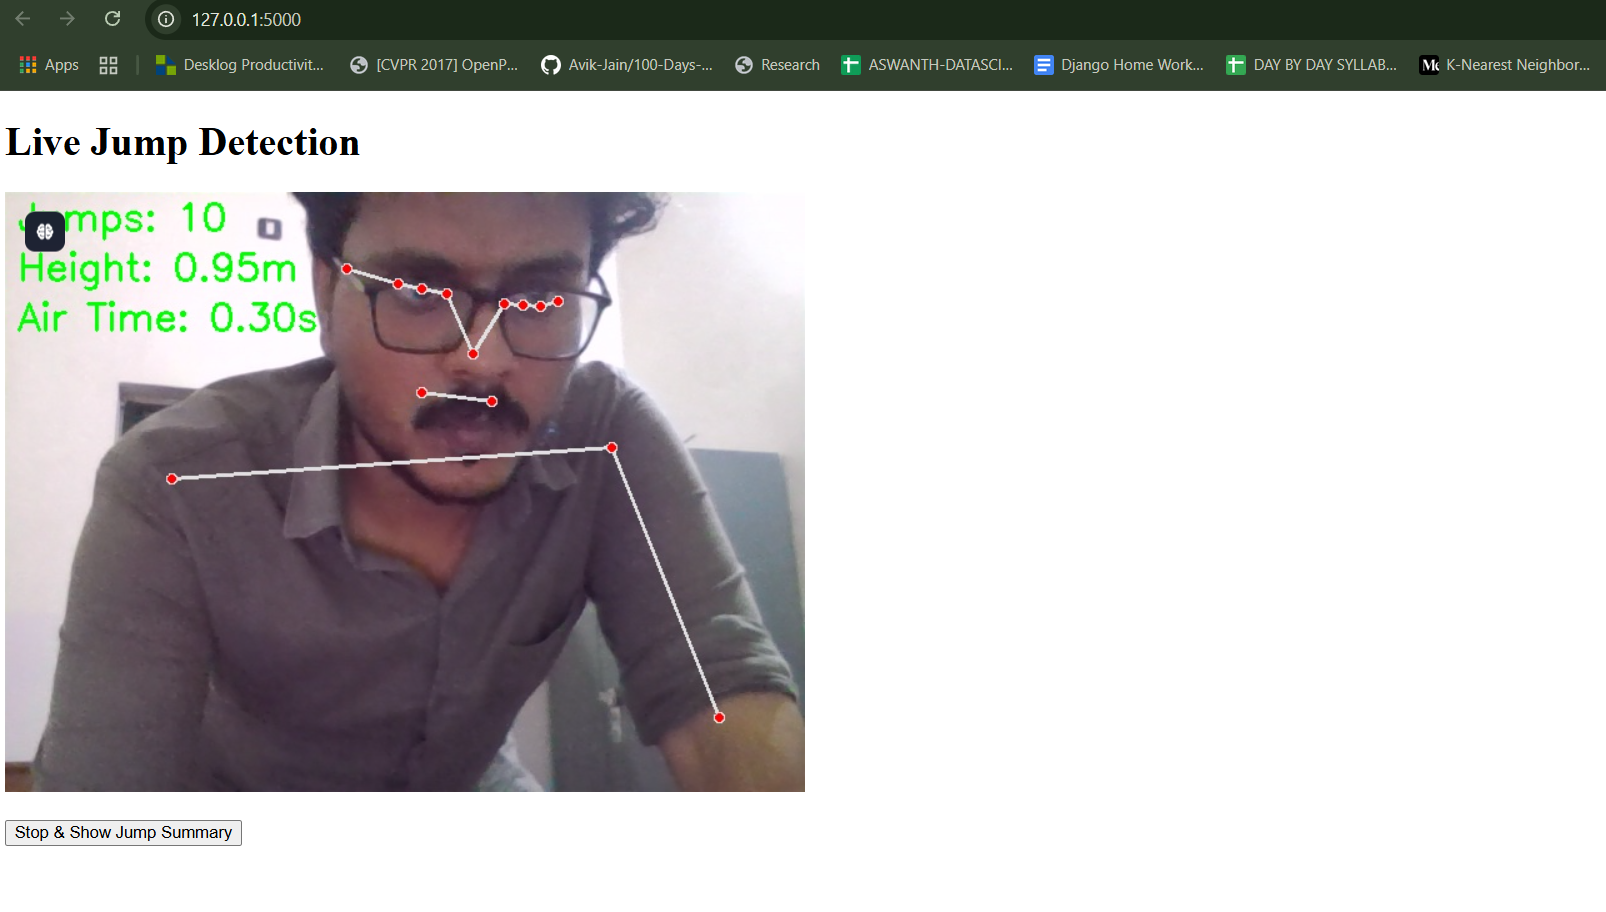 127.0.0.1:5000
Apps
Desklog Productivit...
[CVPR 2017] OpenP...
Avik-Jain/100-Days-...
Research
ASWANTH-DATASCI...
Django Home Work...
DAY BY DAY SYLLAB...
K-Nearest Neighbor...
Live Jump Detection
Jumps: 10
Height: 0.95m
Air Time: 0.30s
Stop & Show Jump Summary